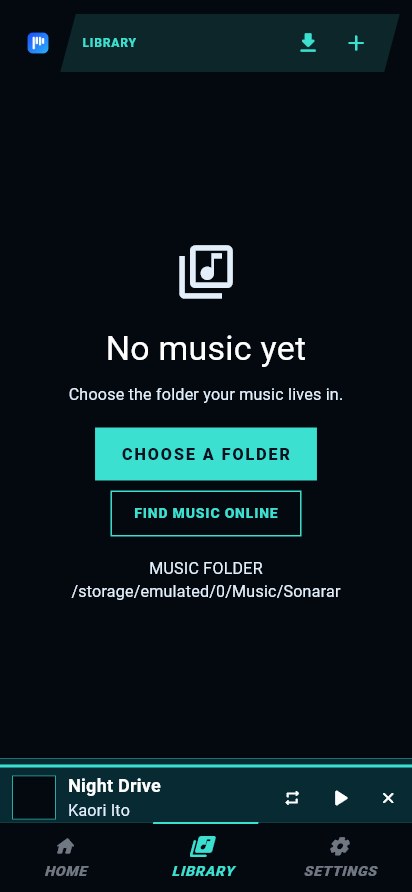 LIBRARY
No music yet
Choose the folder your music lives in.
CHOOSE A FOLDER
FIND MUSIC ONLINE
MUSIC FOLDER
/storage/emulated/0/Music/Sonarar
Night Drive
Kaori Ito
HOME
LIBRARY
SETTINGS